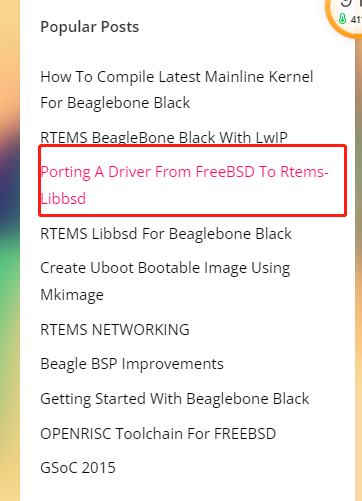 Popular Posts
41
How To Compile Latest Mainline Kernel
For Beaglebone Black
RTEMS BeagleBone Black With LwIP
Porting A Driver From FreeBSD To Rtems-
Libbsd
RTEMS Libbsd For Beaglebone Black
Create Uboot Bootable Image Using
Mkimage
RTEMS NETWORKING
Beagle BSP Improvements
Getting Started With Beaglebone Black
OPENRISC Toolchain For FREEBSD
GSoC 2015